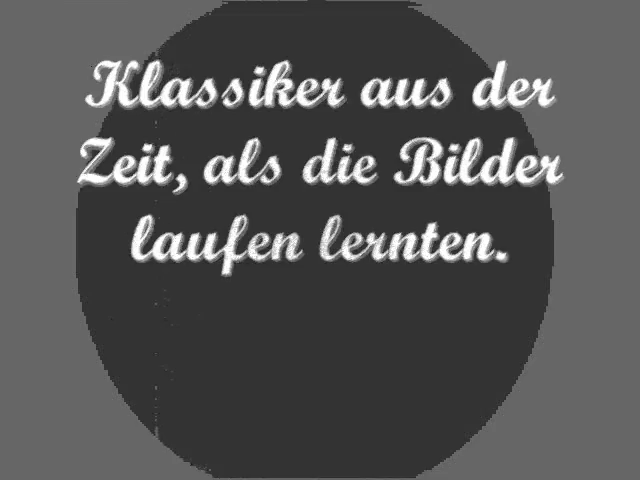 Klassiker aus der
Zeit, als die Bilder
laufen lernten.